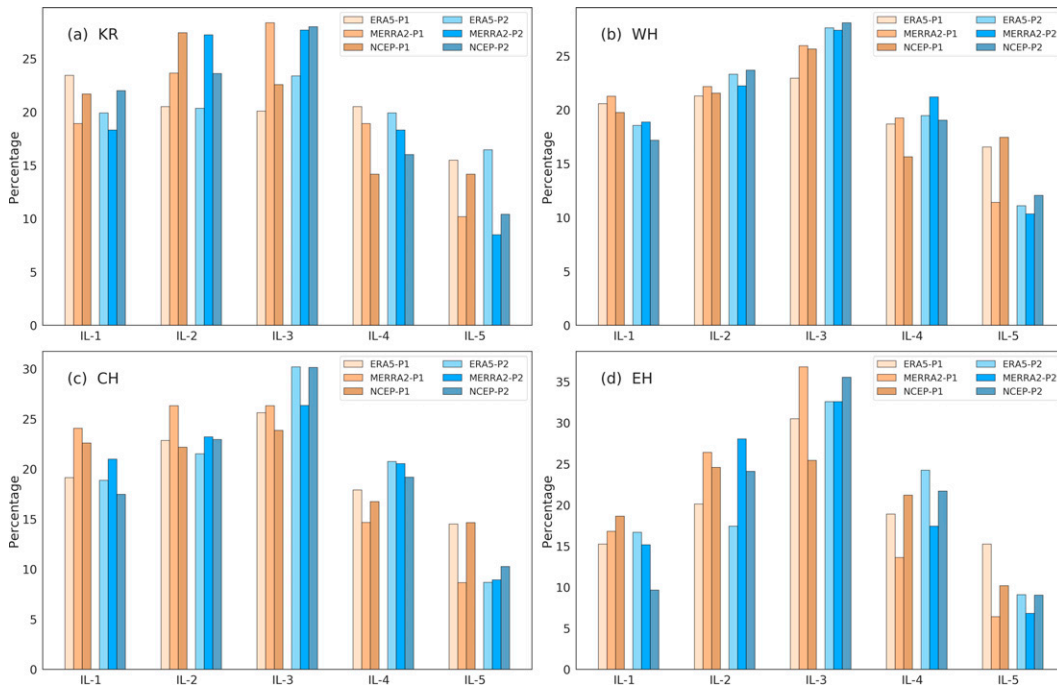 (a) KR
ERA5-P1
MERRA2-P1
NCEP-P1
ERA5-P2
MERRA2-P2
NCEP-P2
Percentage
25
20
15
10
5
0
IL-1 IL-2 IL-3 IL-4 IL-5
(b) WH
ERA5-P1
MERRA2-P1
NCEP-P1
ERA5-P2
MERRA2-P2
NCEP-P2
Percentage
25
20
15
10
5
0
IL-1 IL-2 IL-3 IL-4 IL-5
(c) CH
ERA5-P1
MERRA2-P1
NCEP-P1
ERA5-P2
MERRA2-P2
NCEP-P2
Percentage
30
25
20
15
10
5
0
IL-1 IL-2 IL-3 IL-4 IL-5
(d) EH
ERA5-P1
MERRA2-P1
NCEP-P1
ERA5-P2
MERRA2-P2
NCEP-P2
Percentage
35
30
25
20
15
10
5
0
IL-1 IL-2 IL-3 IL-4 IL-5